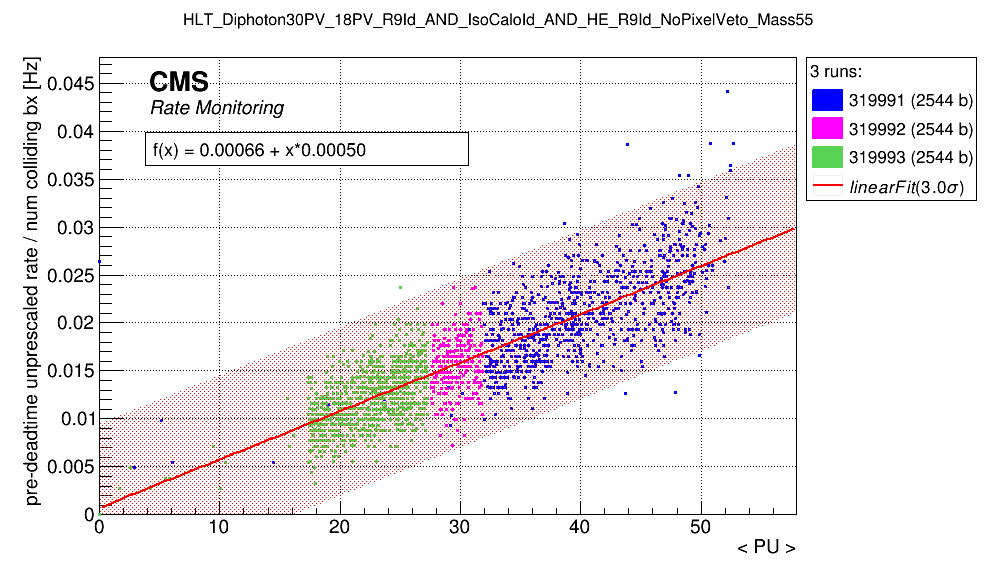 HLT_Diphoton30PV_18PV_R9Id_AND_IsoCaloId_AND_HE_R9Id_NoPixelVeto_Mass55
pre-deadtime unprescaled rate / num colliding bx [Hz]
0.045
0.04
0.035
0.03
0.025
0.02
0.015
0.01
0.005
0
CMS
Rate Monitoring
f(x) = 0.00066 + x*0.00050
0 10 20 30 40 50
< PU >
3 runs:
319991 (2544 b)
319992 (2544 b)
319993 (2544 b)
linearFit(3.0σ)